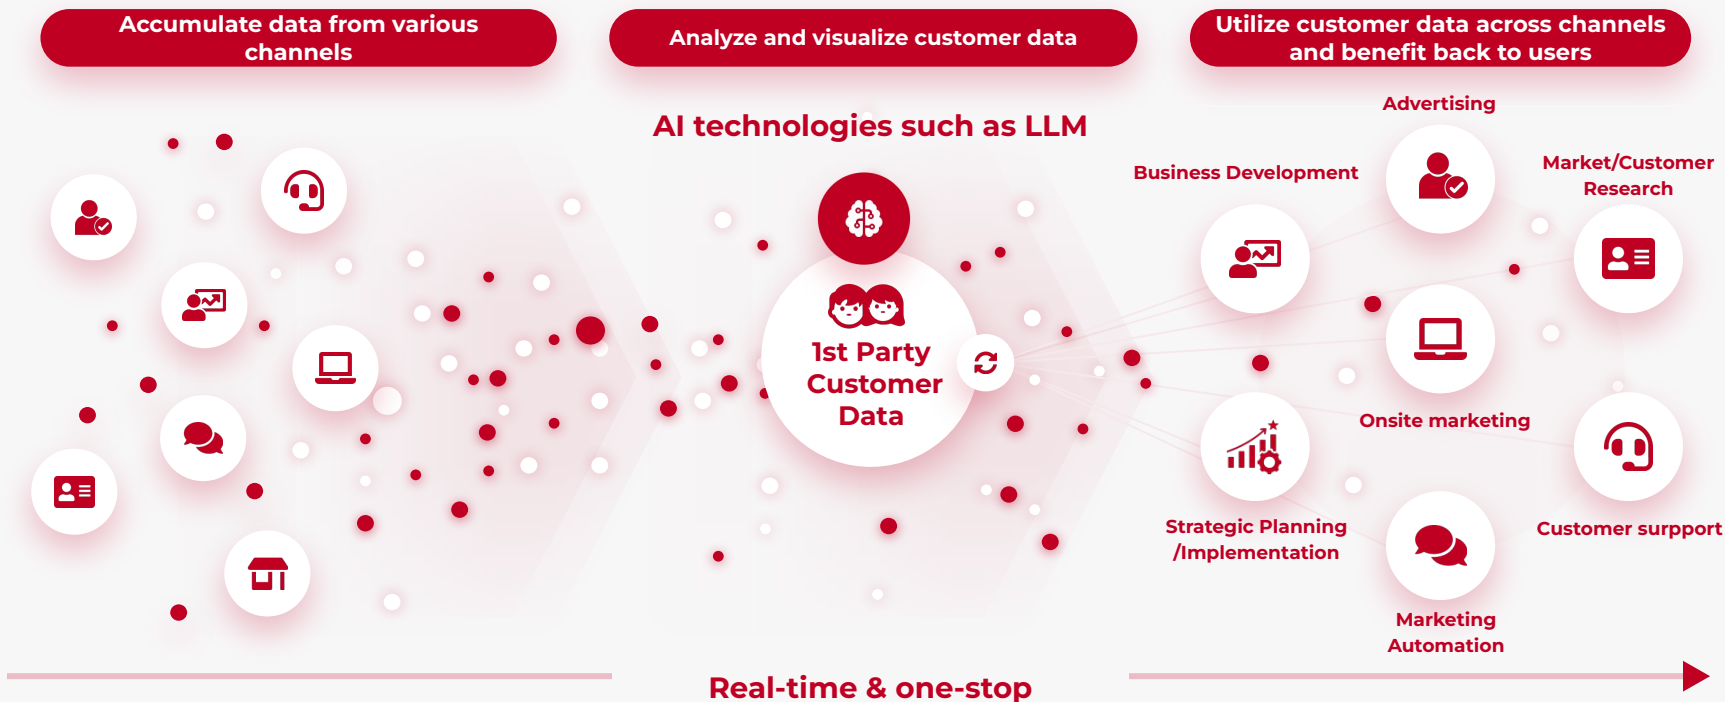 Accumulate data from various
channels
Analyze and visualize customer data
Utilize customer data across channels
and benefit back to users
AI technologies such as LLM
1st Party
Customer
Data
Advertising
Business Development
Market/Customer
Research
Onsite marketing
Strategic Planning
/Implementation
Customer surpport
Marketing
Automation
Real-time & one-stop